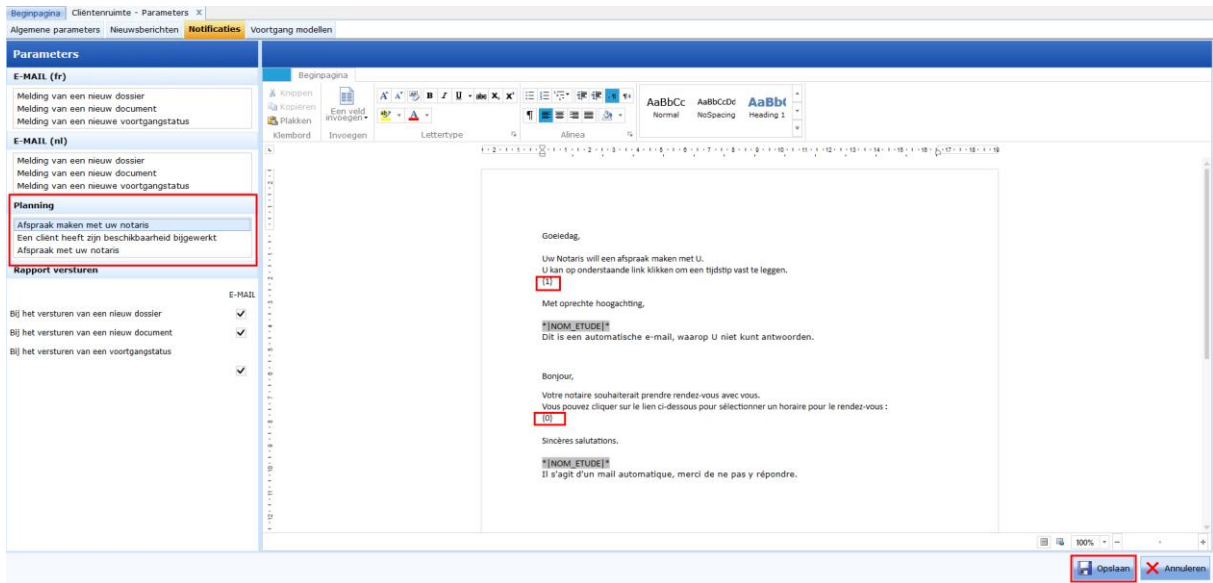 Beginpagina Cliëntenruimte - Parameters X
Algemene parameters Nieuwsberichten Notificaties Voortgang modellen
Parameters
E-MAIL (fr)
Melding van een nieuw dossier
Melding van een nieuw document
Melding van een nieuwe voortgangstatus
E-MAIL (nl)
Melding van een nieuw dossier
Melding van een nieuw document
Melding van een nieuwe voortgangstatus
Planning
Afspraak maken met uw notaris
Een cliënt heeft zijn beschikbaarheid bijgewerkt
Afspraak met uw notaris
Rapport versturen
E-MAIL
Bij het versturen van een nieuw dossier
Bij het versturen van een nieuw document
Bij het versturen van een voortgangstatus
Beginpagina
Knippen
Kopiëren
Plakken
Klembord
Een veld
invoegen
Invoegen
Lettertype
Alinea
AaBbCc AaBbCcDc AaBb(
Normal NoSpacing Heading 1
Goeiedag,
Uw Notaris will een afspraak maken met U.
U kan op onderstaande link klikken om een tijdstip vast te leggen.
{1}
Met oprechte hoogachting,
*|NOM_ETUDE|*
Dit is een automatische e-mail, waarop U niet kunt antwoorden.
Bonjour,
Votre notaire souhaiterait prendre rendez-vous avec vous.
Vous pouvez cliquer sur le lien ci-dessous pour sélectionner un horaire pour le rendez-vous :
{0}
Sincères salutations.
*|NOM_ETUDE|*
Il s'agit d'un mail automatique, merci de ne pas y répondre.
100%
Opslaan Annuleren